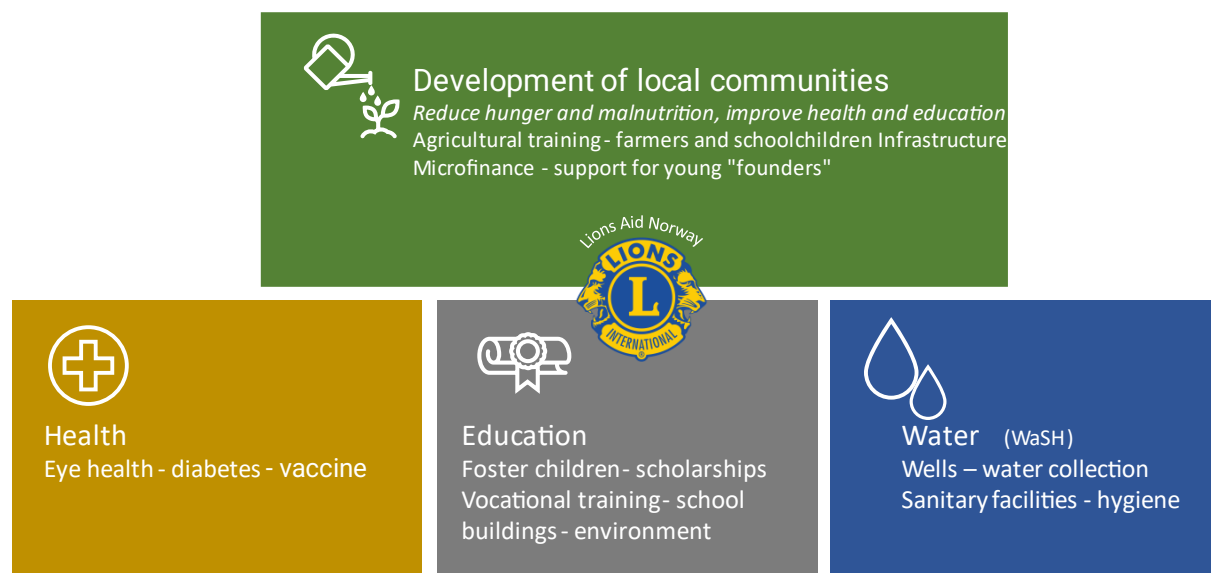 Development of local communities
Reduce hunger and malnutrition, improve health and education
Agricultural training - farmers and schoolchildren Infrastructure
Microfinance - support for young "founders"
Lions Aid Norway
LIONS
L
INTERNATIONAL
®
Health
Eye health - diabetes - vaccine
Education
Foster children - scholarships
Vocational training - school
buildings - environment
Water (WaSH)
Wells – water collection
Sanitary facilities - hygiene